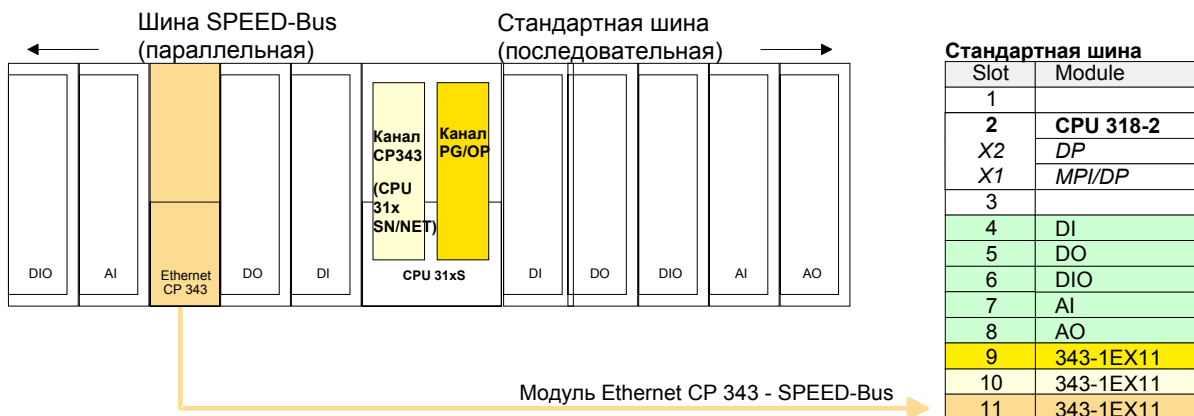 Шина SPEED-Bus
(параллельная)
Стандартная шина
(последовательная)
DIO
AI
Ethernet
CP 343
DO
DI
Канал
CP343
(CPU
31x
SN/NET)
Канал
PG/OP
CPU 31xS
DI
DO
DIO
AI
AO
Модуль Ethernet CP 343 - SPEED-Bus
Стандартная шина
Slot Module
1
2 CPU 318-2
X2 DP
X1 MPI/DP
3
4 DI
5 DO
6 DIO
7 AI
8 AO
9 343-1EX11
10 343-1EX11
11 343-1EX11